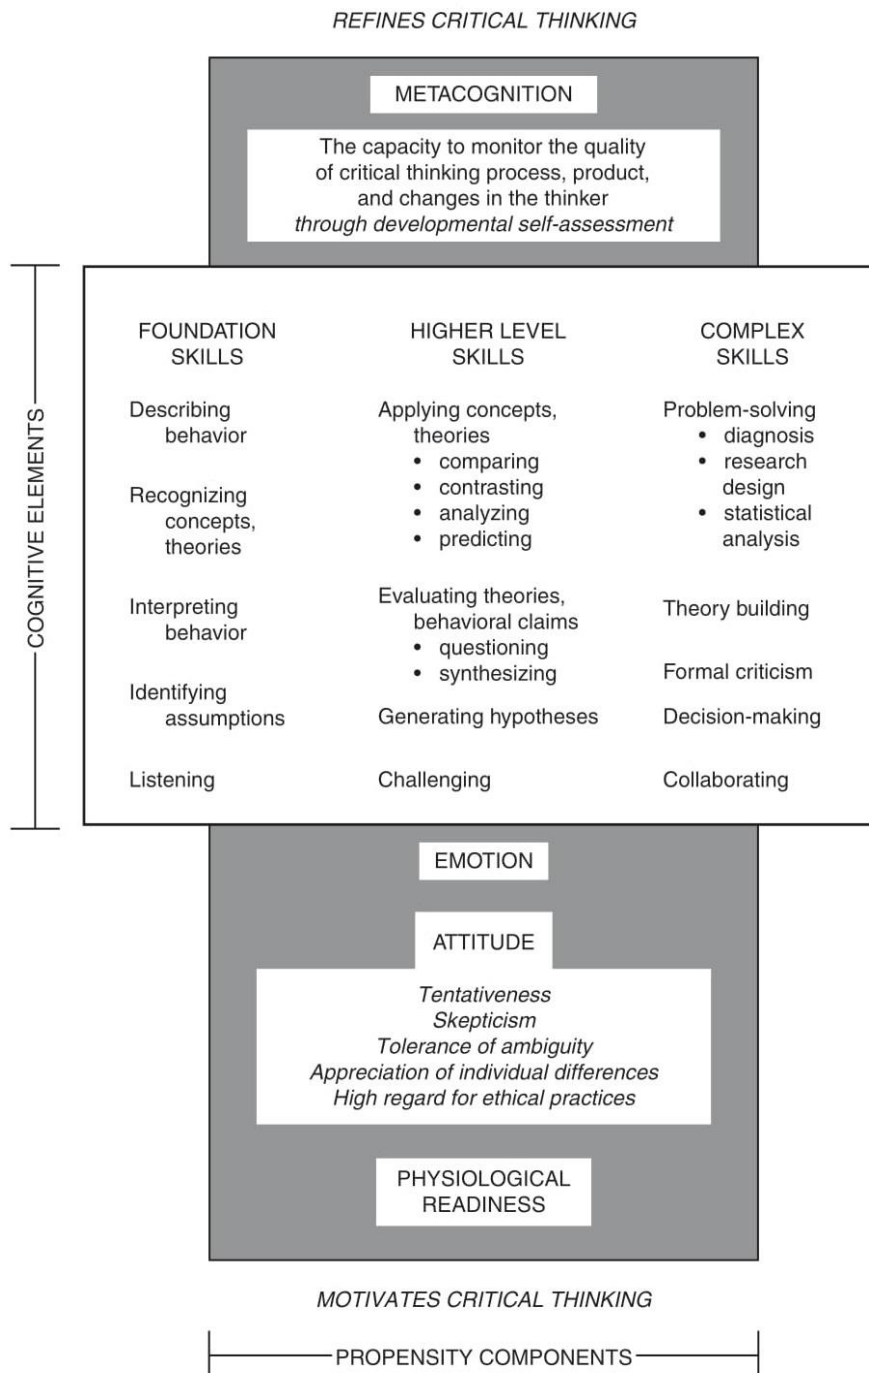 REFINES CRITICAL THINKING
METACOGNITION
The capacity to monitor the quality
of critical thinking process, product,
and changes in the thinker
through developmental self-assessment
COGNITIVE ELEMENTS
FOUNDATION
SKILLS
Describing
behavior
Recognizing
concepts,
theories
Interpreting
behavior
Identifying
assumptions
Listening
HIGHER LEVEL
SKILLS
Applying concepts,
theories
• comparing
• contrasting
• analyzing
• predicting
Evaluating theories,
behavioral claims
• questioning
• synthesizing
Generating hypotheses
Challenging
COMPLEX
SKILLS
Problem-solving
• diagnosis
• research
design
• statistical
analysis
Theory building
Formal criticism
Decision-making
Collaborating
EMOTION
ATTITUDE
Tentativeness
Skepticism
Tolerance of ambiguity
Appreciation of individual differences
High regard for ethical practices
PHYSIOLOGICAL
READINESS
MOTIVATES CRITICAL THINKING
PROPENSITY COMPONENTS